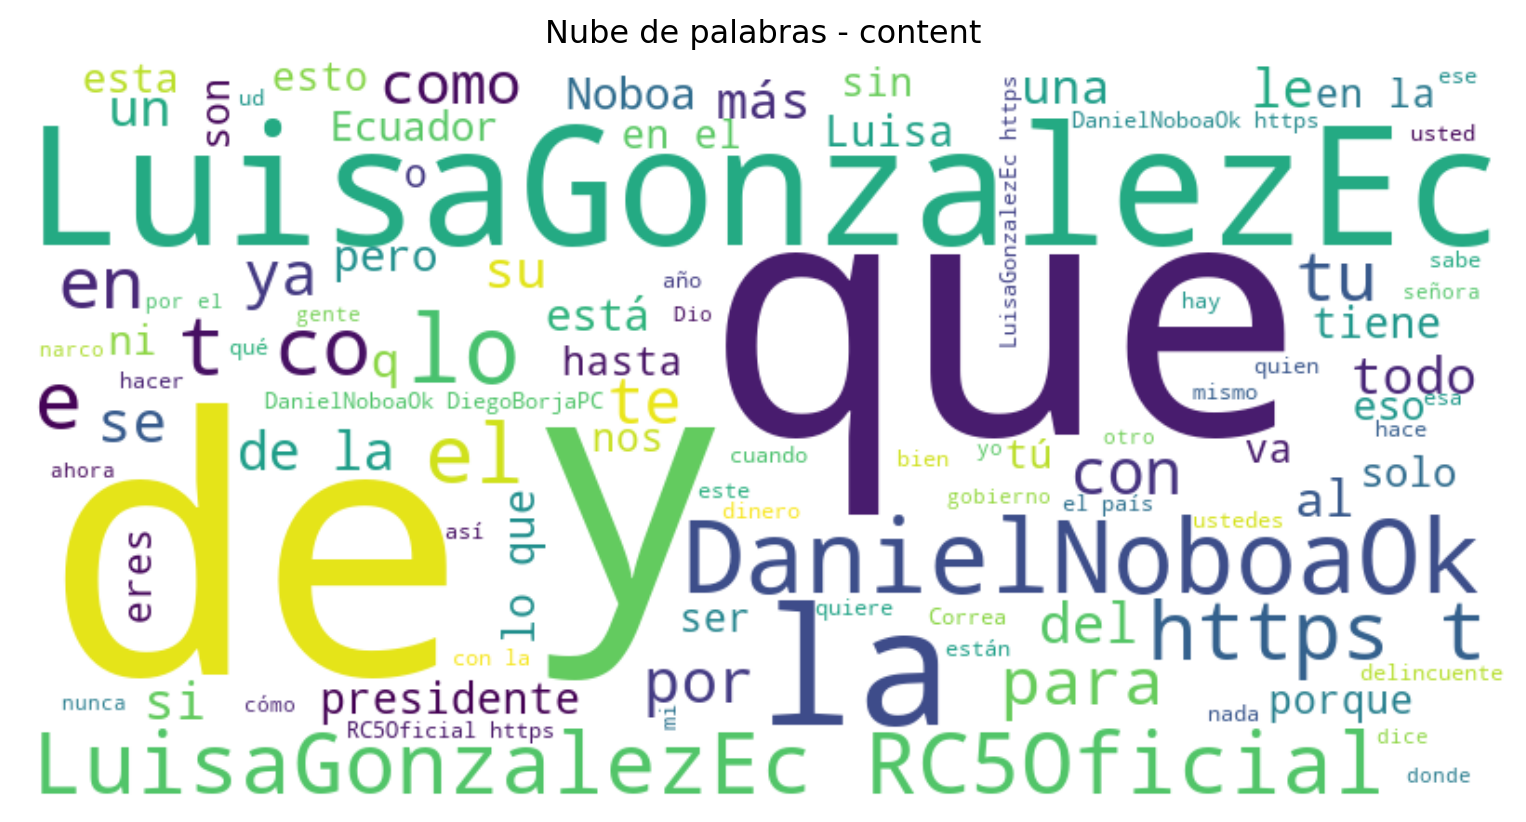 Nube de palabras - content
esta
esto
como
Noboa
más
sin
una
le
en la
ese
un
son
ud
Ecuador
en el
Luisa
LuisaGonzalezEc https
DanielNoboaOk https
usted
LuisaGonzalezEc
o
en
ya
pero
su
año
que
tu
sabe
por el
gente
Dio
hay
señora
narco
ni
t
qué
co
q
lo
está
hasta
tiene
hacer
quien
todo
e
se
DanielNoboaOk DiegoBorjaPC
te
mismo
eso
esa
de la
el
nos
y
cuando
bien
yo
tú
otro
con
va
hace
ahora
de
eres
así
lo que
este
dinero
gobierno
el país
al
solo
ustedes
DanielNoboaOk
ser
la
quiere
Correa
del
https t
con la
están
nunca
si
cómo
presidente
por
mi
para
nada
porque
delincuente
RC5Oficial https
LuisaGonzalezEc RC5Oficial
dice
donde